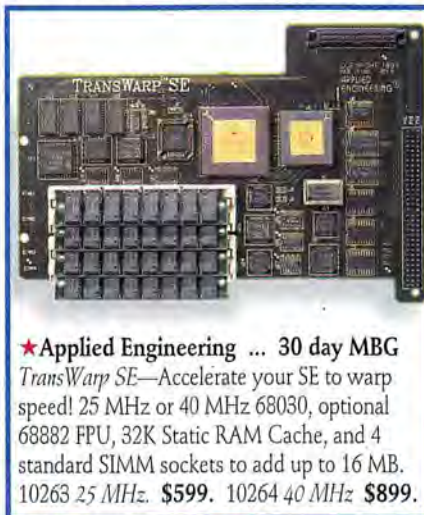 TRANSWARP SE
APPLIED
ENGINEERING
★Applied Engineering ... 30 day MBG
TransWarp SE—Accelerate your SE to warp
speed! 25 MHz or 40 MHz 68030, optional
68882 FPU, 32K Static RAM Cache, and 4
standard SIMM sockets to add up to 16 MB.
10263 25 MHz. $599. 10264 40 MHz $899.